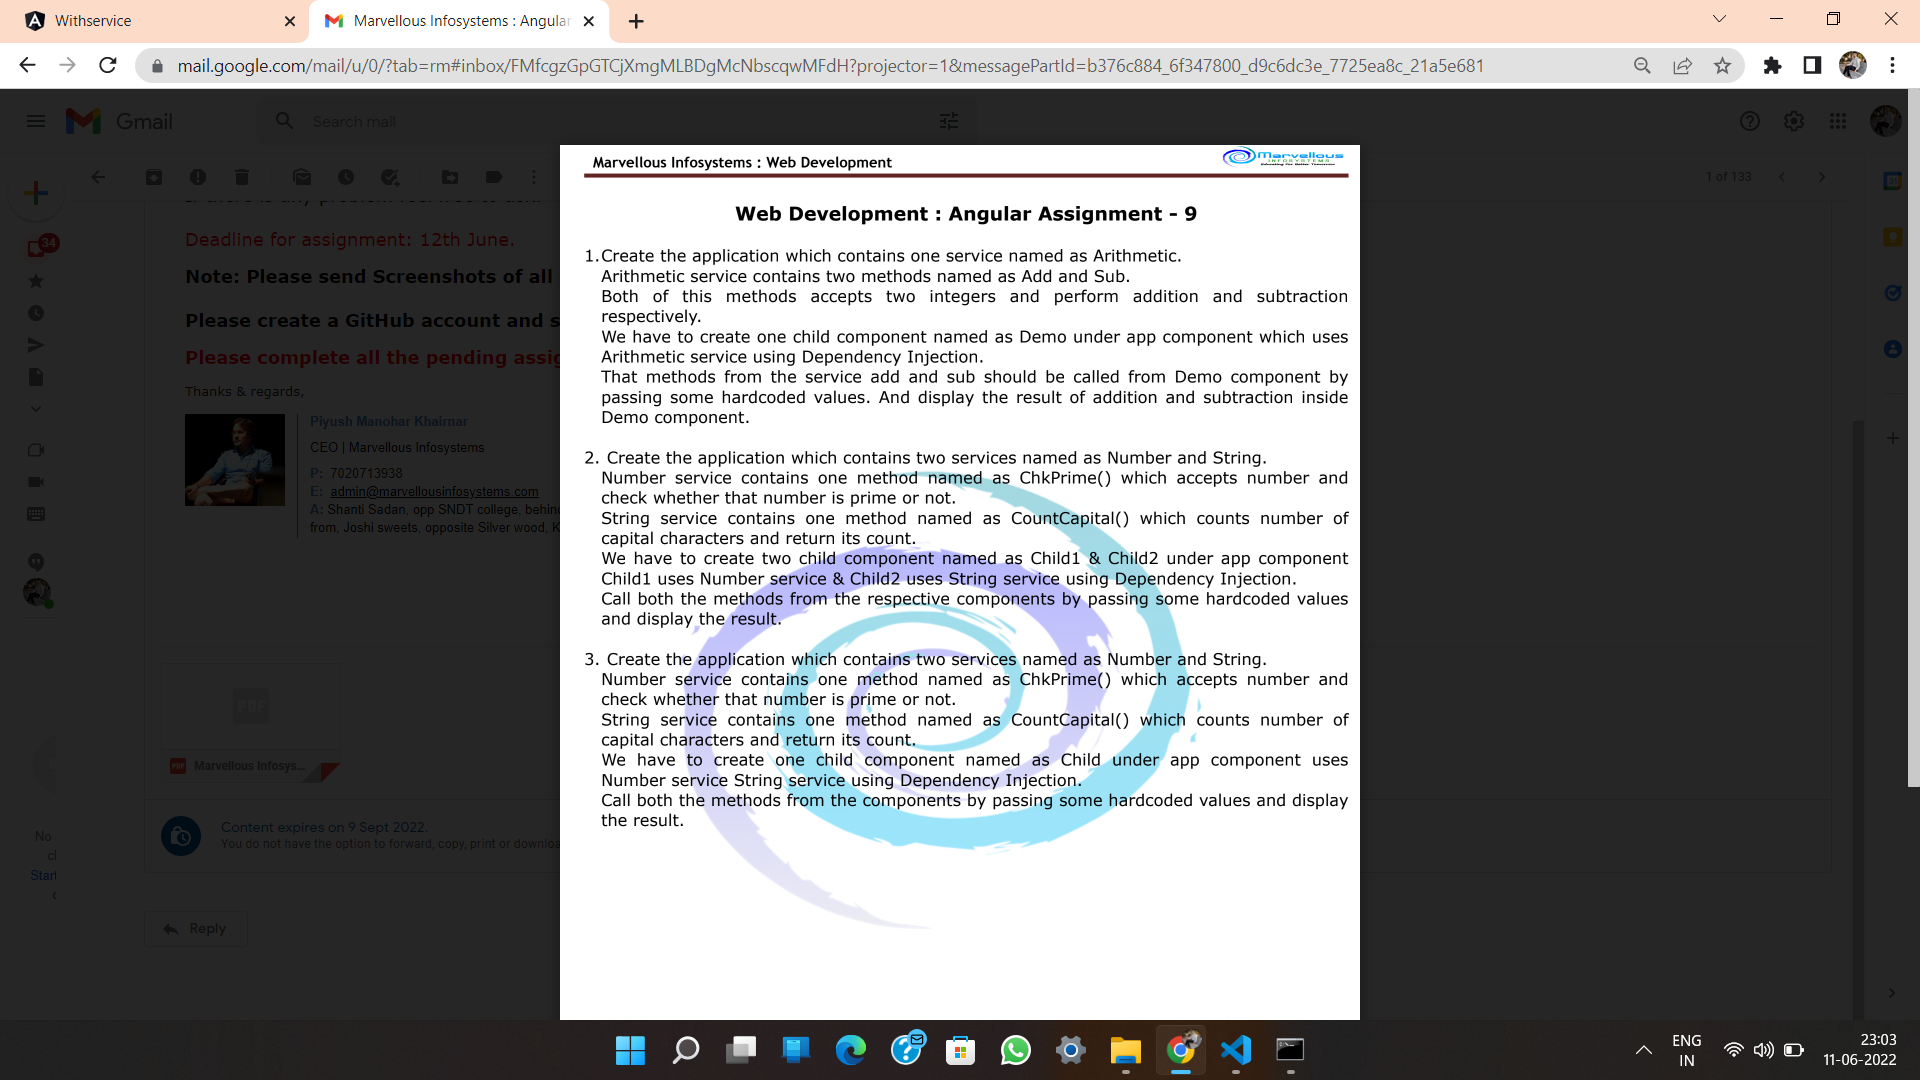 Withservice
Marvellous Infosystems : Angular
mail.google.com/mail/u/0/?tab=rm#inbox/FMfcgzGpGTCjXmgMLBDgMcNbscqwMFdH?projector=1&messagePartId=b376c884_6f347800_d9c6dc3e_7725ea8c_21a5e681
Gmail
Search mail
1 of 133
34
Deadline for assignment: 12th June.
Note: Please send Screenshots of all
Please create a GitHub account and s
Please complete all the pending assig
Thanks & regards,
Piyush Manohar Khairnar
CEO | Marvellous Infosystems
P: 7020713938
E: admin@marvellousinfosystems.com
A: Shanti Sadan, opp SNDT college, behin
from, Joshi sweets, opposite Silver wood, K
PDF
PDF Marvellous Infosys...
No
Start
Content expires on 9 Sept 2022.
You do not have the option to forward, copy, print or downloa
Reply
Marvellous Infosystems : Web Development
Marvellous
INFOSYSTEMS
Web Development : Angular Assignment - 9
1.Create the application which contains one service named as Arithmetic.
Arithmetic service contains two methods named as Add and Sub.
Both of this methods accepts two integers and perform addition and subtraction
respectively.
We have to create one child component named as Demo under app component which uses
Arithmetic service using Dependency Injection.
That methods from the service add and sub should be called from Demo component by
passing some hardcoded values. And display the result of addition and subtraction inside
Demo component.
2. Create the application which contains two services named as Number and String.
Number service contains one method named as ChkPrime() which accepts number and
check whether that number is prime or not.
String service contains one method named as CountCapital() which counts number of
capital characters and return its count.
We have to create two child component named as Child1 & Child2 under app component
Child1 uses Number service & Child2 uses String service using Dependency Injection.
Call both the methods from the respective components by passing some hardcoded values
and display the result.
3. Create the application which contains two services named as Number and String.
Number service contains one method named as ChkPrime() which accepts number and
check whether that number is prime or not.
String service contains one method named as CountCapital() which counts number of
capital characters and return its count.
We have to create one child component named as Child under app component uses
Number service String service using Dependency Injection.
Call both the methods from the components by passing some hardcoded values and display
the result.
ENG
IN
23:03
11-06-2022